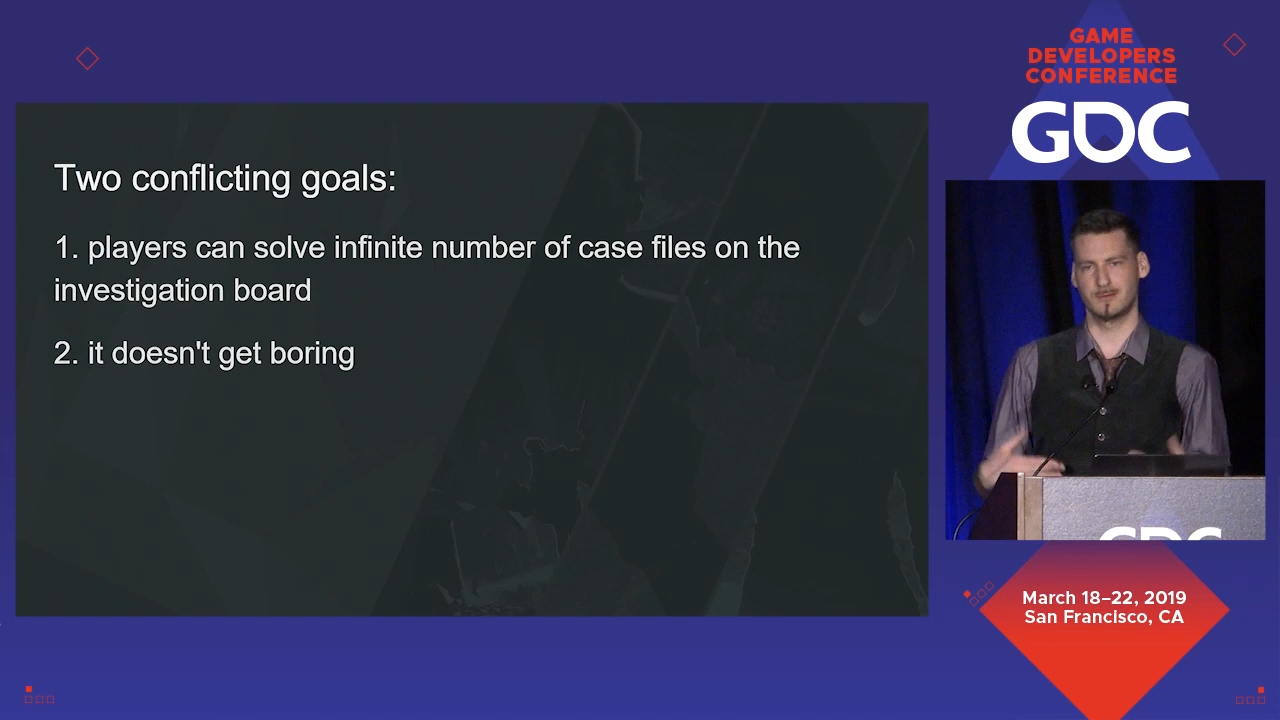 GAME
DEVELOPERS
CONFERENCE
GDC
Two conflicting goals:
1. players can solve infinite number of case files on the
investigation board
2. it doesn't get boring
GDC
March 18–22, 2019
San Francisco, CA